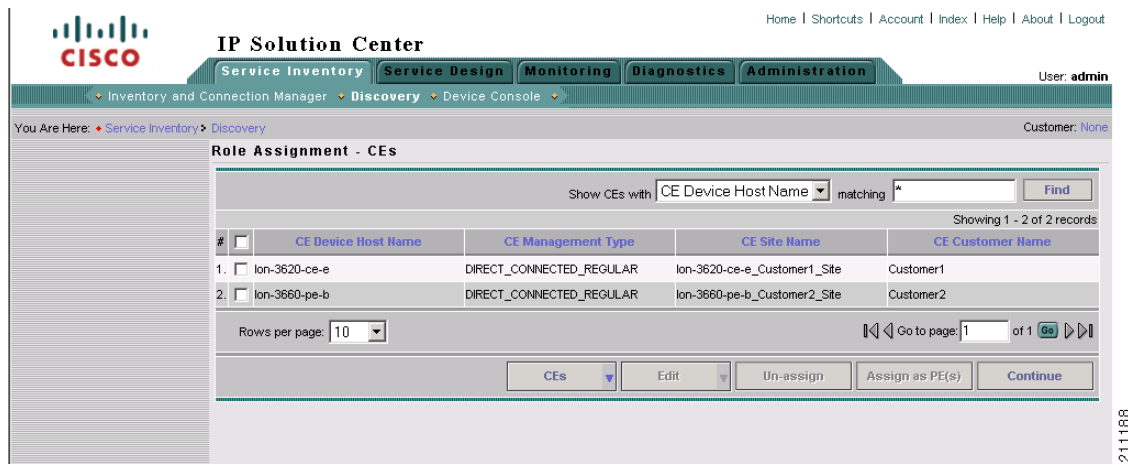 Home | Shortcuts | Account | Index | Help | About | Logout
CISCO
IP Solution Center
Service Inventory Service Design Monitoring Diagnostics Administration
User: admin
Inventory and Connection Manager Discovery Device Console
You Are Here: Service Inventory Discovery
Customer: None
Role Assignment - CEs
Show CEs with CE Device Host Name matching * Find
Showing 1 - 2 of 2 records
# CE Device Host Name CE Management Type CE Site Name CE Customer Name
1. lon-3620-ce-e DIRECT_CONNECTED_REGULAR lon-3620-ce-e_Customer1_Site Customer1
2. lon-3660-pe-b DIRECT_CONNECTED_REGULAR lon-3660-pe-b_Customer2_Site Customer2
Rows per page: 10 Go to page: 1 of 1 Go
CEs Edit Un-assign Assign as PE(s) Continue
211188